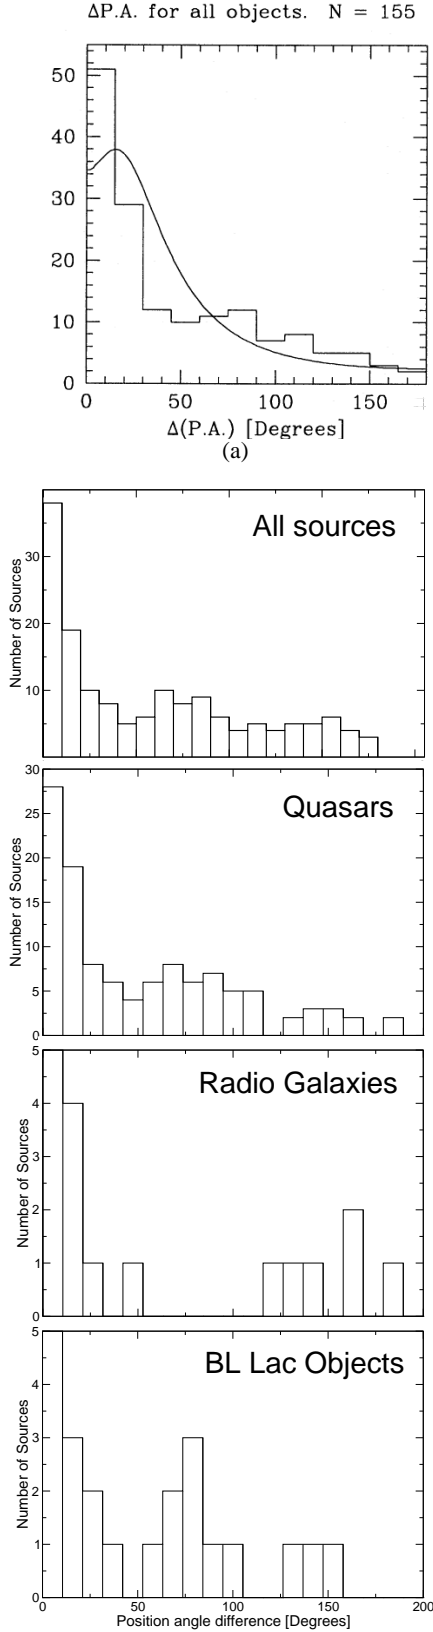 ΔP.A. for all objects. N = 155
50
40
30
20
10
0
0 50 100 150
Δ(P.A.) [Degrees]
(a)
All sources
Number of Sources
30
20
10
Quasars
Number of Sources
30
25
20
15
10
5
0
Radio Galaxies
Number of Sources
5
4
3
2
1
0
BL Lac Objects
Number of Sources
5
4
3
2
1
0
0 50 100 150 200
Position angle difference [Degrees]